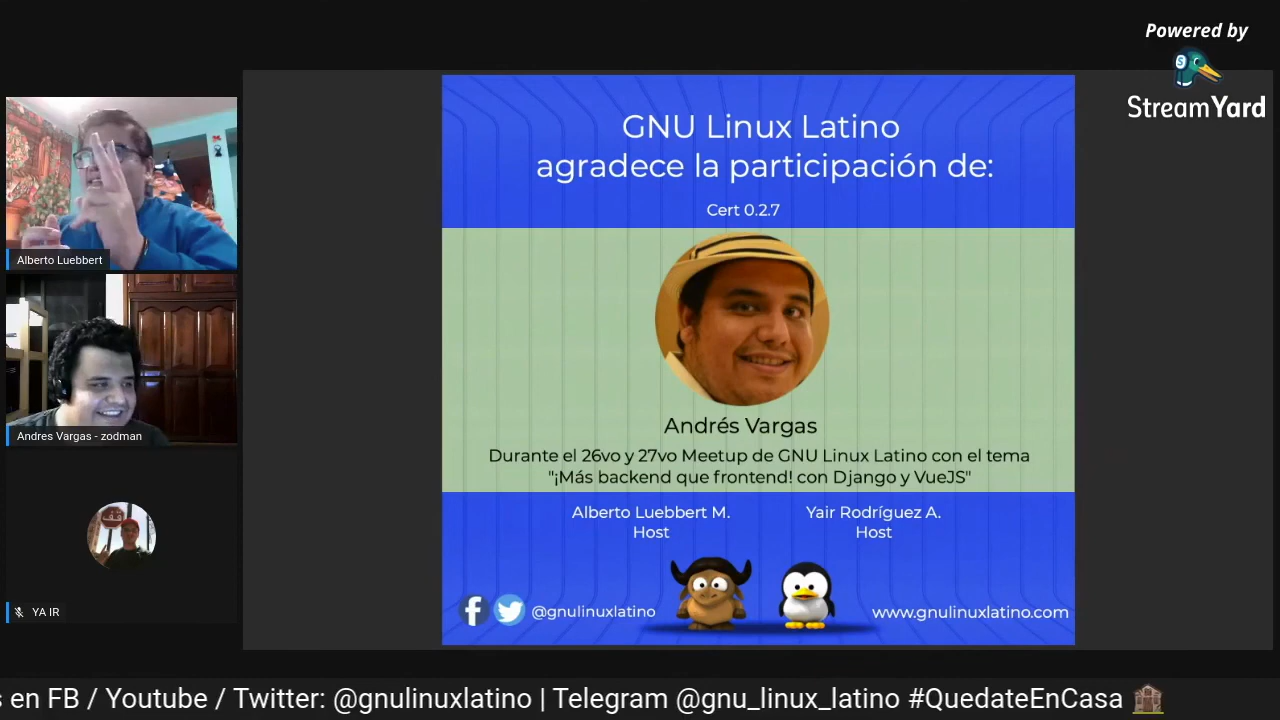 Powered by
StreamYard
GNU Linux Latino
agradece la participación de:
Cert 0.2.7
Alberto Luebbert
Andrés Vargas
Durante el 26vo y 27vo Meetup de GNU Linux Latino con el tema
"¡Más backend que frontend! con Django y VueJS"
Andres Vargas - zodman
Alberto Luebbert M.
Host
Yair Rodríguez A.
Host
@gnulinuxlatino
www.gnulinuxlatino.com
YA IR
en FB / Youtube / Twitter: @gnulinuxlatino | Telegram @gnu_linux_latino #QuedateEnCasa